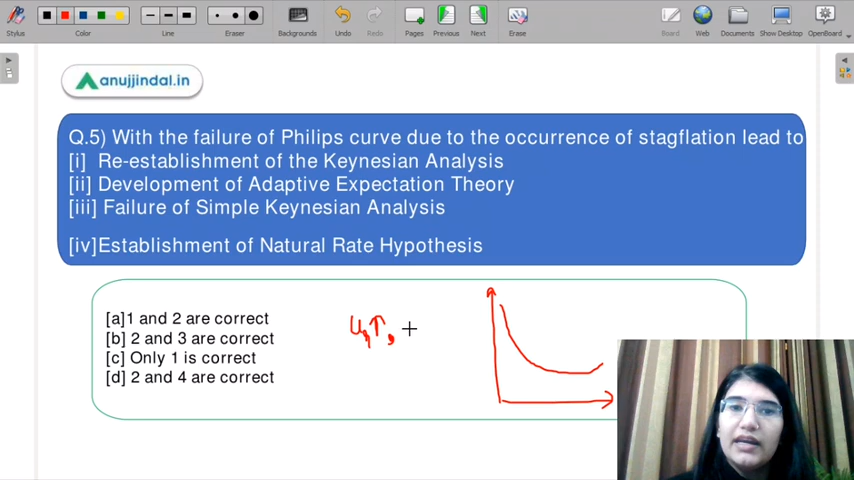 Stylus
Color
Line
Eraser
Backgrounds
Undo
Redo
Pages
Previous
Next
Erase
Board
Web
Documents
Show Desktop
OpenBoard
anujjindal.in
Q.5) With the failure of Philips curve due to the occurrence of stagflation lead to
[i] Re-establishment of the Keynesian Analysis
[ii] Development of Adaptive Expectation Theory
[iii] Failure of Simple Keynesian Analysis
[iv]Establishment of Natural Rate Hypothesis
[a]1 and 2 are correct
[b] 2 and 3 are correct
[c] Only 1 is correct
[d] 2 and 4 are correct